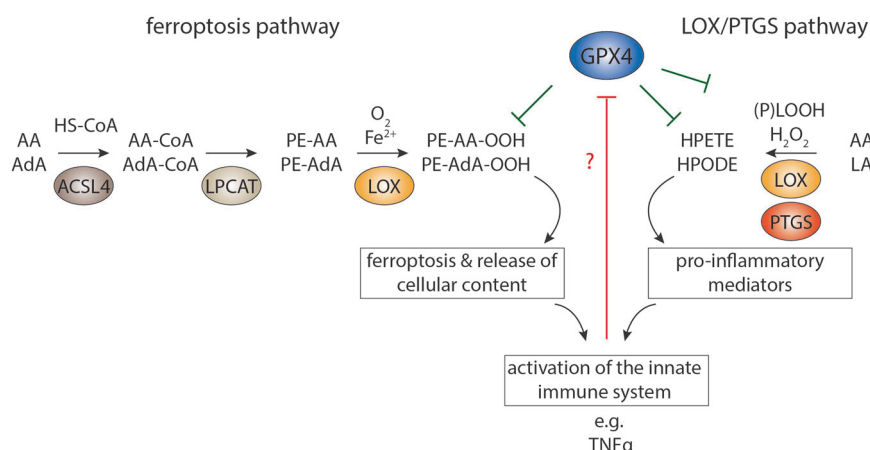 ferroptosis pathway
LOX/PTGS pathway
GPX4
AA
AdA
HS-CoA
ACSL4
AA-CoA
AdA-CoA
LPCAT
PE-AA
PE-AdA
O₂
Fe²⁺
LOX
PE-AA-OOH
PE-AdA-OOH
?
HPETE
HPODE
(P)LOOH
H₂O₂
LOX
PTGS
AA
LA
ferroptosis & release of
cellular content
pro-inflammatory
mediators
activation of the innate
immune system
e.g.
TNFα